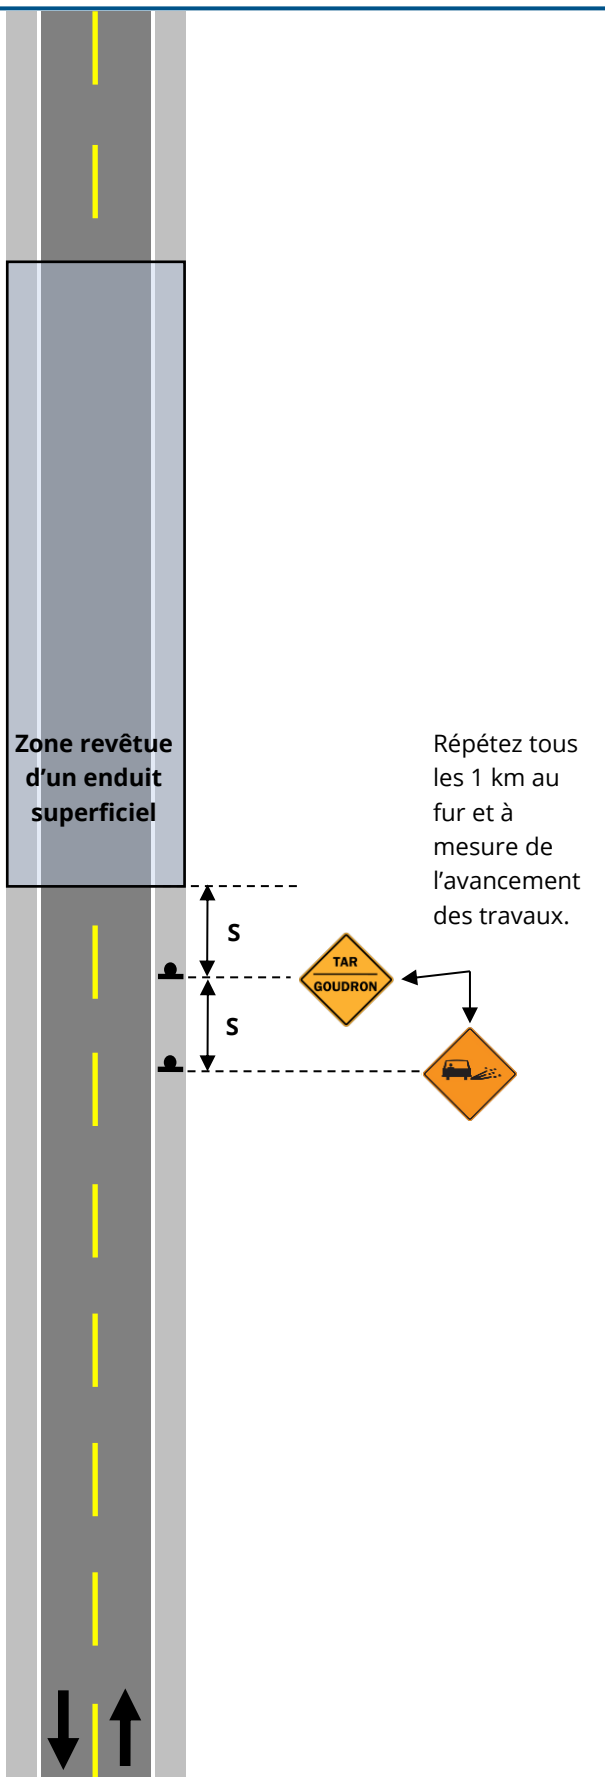 Zone revêtue
d’un enduit
superficiel
Répétez tous
les 1 km au
fur et à
mesure de
l’avancement
des travaux.
S
TAR
GOUDRON
S